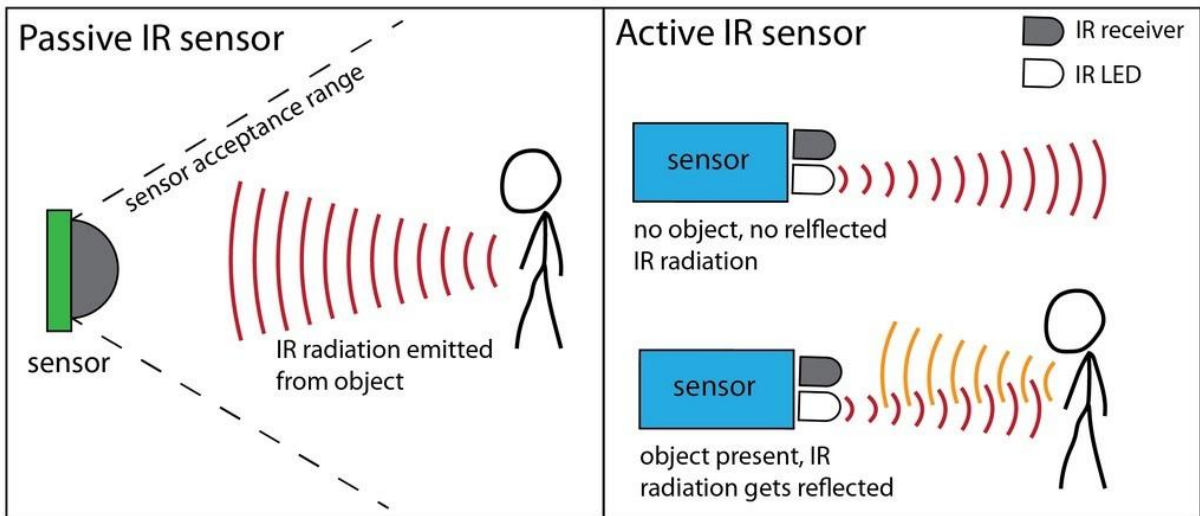 Passive IR sensor
sensor acceptance range
sensor
IR radiation emitted
from object
Active IR sensor
IR receiver
IR LED
sensor
no object, no relflected
IR radiation
sensor
object present, IR
radiation gets reflected